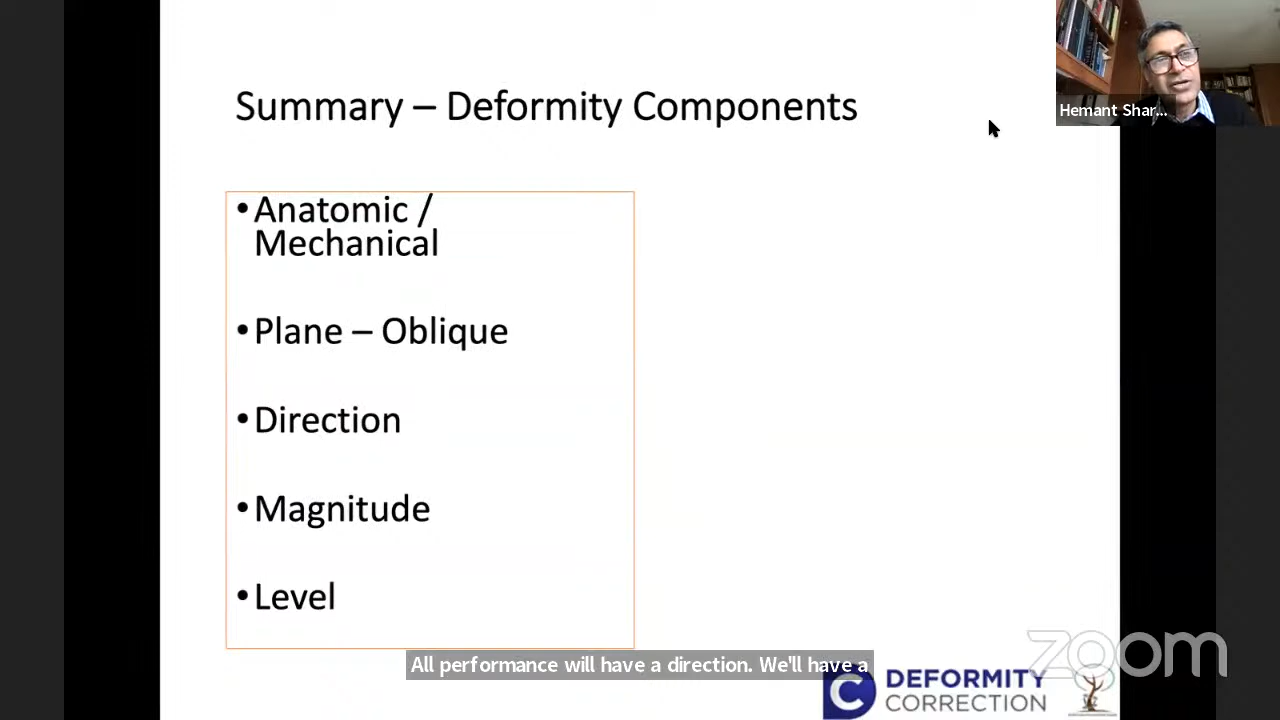 Summary – Deformity Components
Hemant Shar...
• Anatomic /
Mechanical
• Plane – Oblique
• Direction
• Magnitude
• Level
All performance will have a direction. We'll have a
zoom
C DEFORMITY
CORRECTION